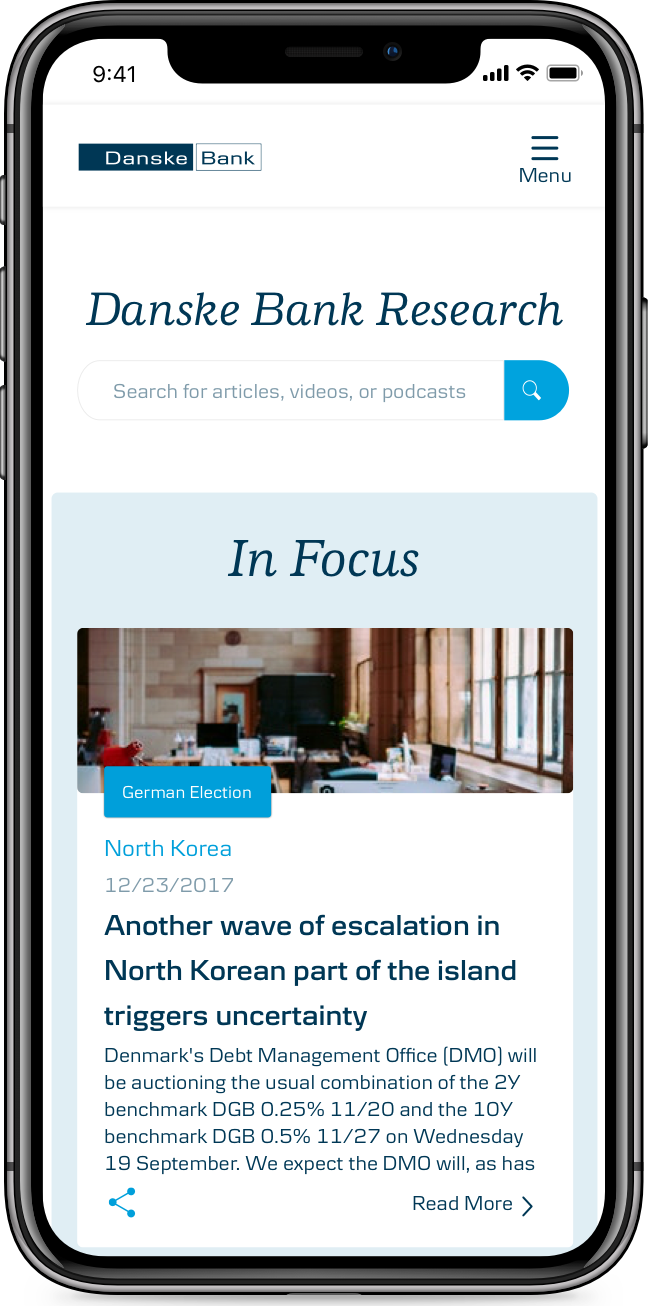 9:41
Danske Bank
Menu
Danske Bank Research
Search for articles, videos, or podcasts
In Focus
German Election
North Korea
12/23/2017
Another wave of escalation in
North Korean part of the island
triggers uncertainty
Denmark's Debt Management Office (DMO) will
be auctioning the usual combination of the 2Y
benchmark DGB 0.25% 11/20 and the 10Y
benchmark DGB 0.5% 11/27 on Wednesday
19 September. We expect the DMO will, as has
Read More